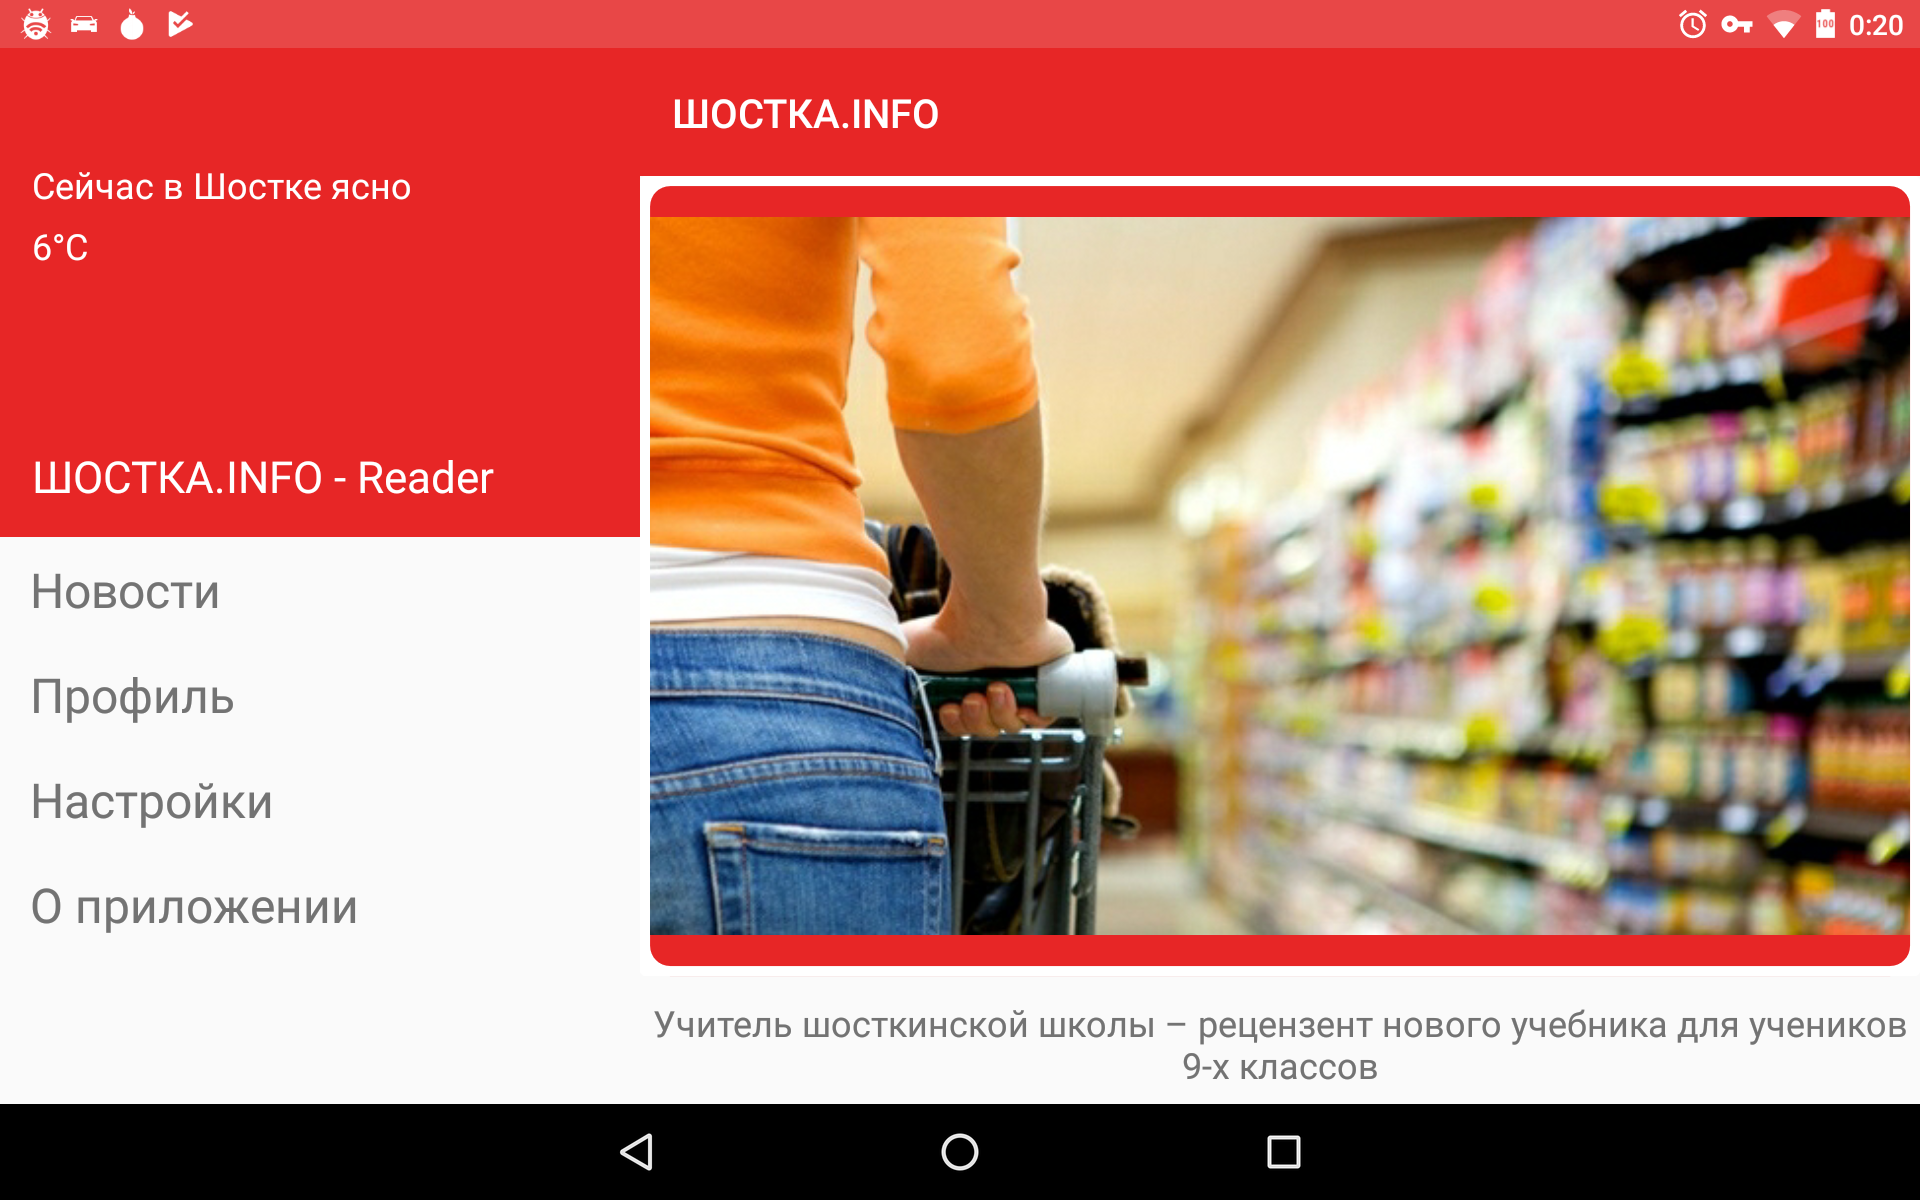 100 0:20
ШОСТКА.INFO
Сейчас в Шостке ясно
6°C
ШОСТКА.INFO - Reader
Новости
Профиль
Настройки
О приложении
Учитель шосткинской школы – рецензент нового учебника для учеников
9-х классов